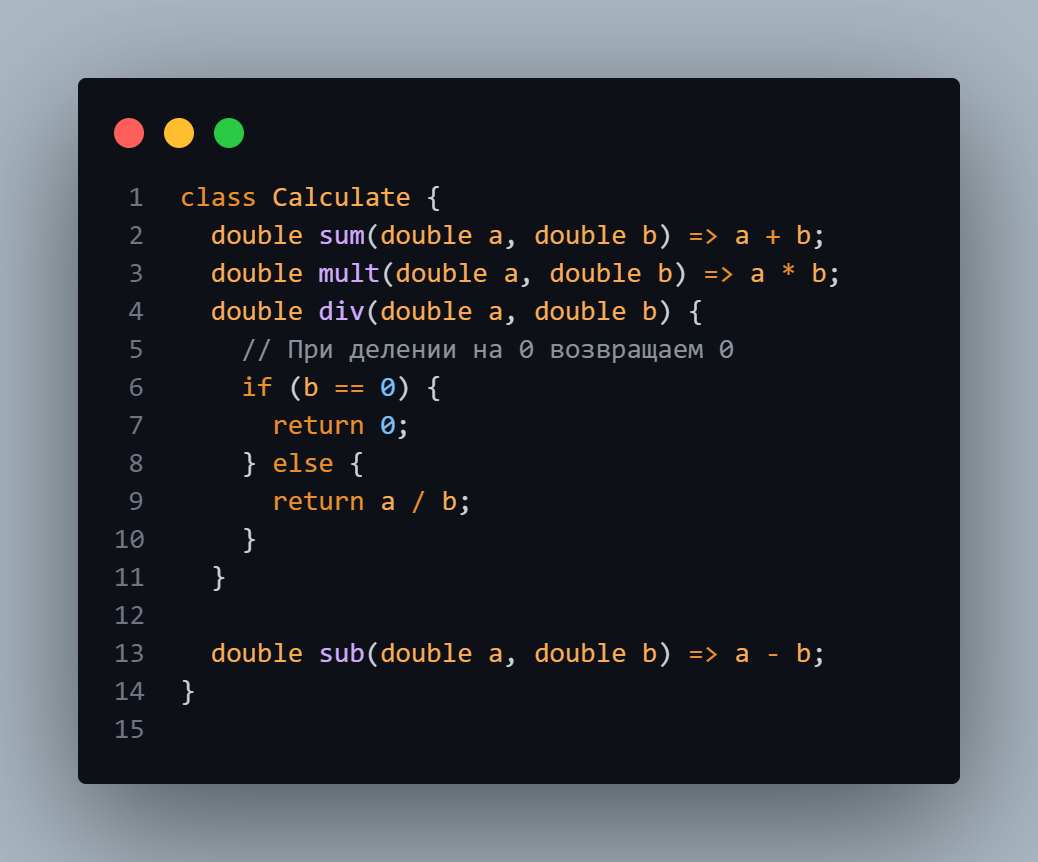 1 class Calculate {
2   double sum(double a, double b) => a + b;
3   double mult(double a, double b) => a * b;
4   double div(double a, double b) {
5     // При делении на 0 возвращаем 0
6     if (b == 0) {
7       return 0;
8     } else {
9       return a / b;
10     }
11   }
12
13   double sub(double a, double b) => a - b;
14 }
15